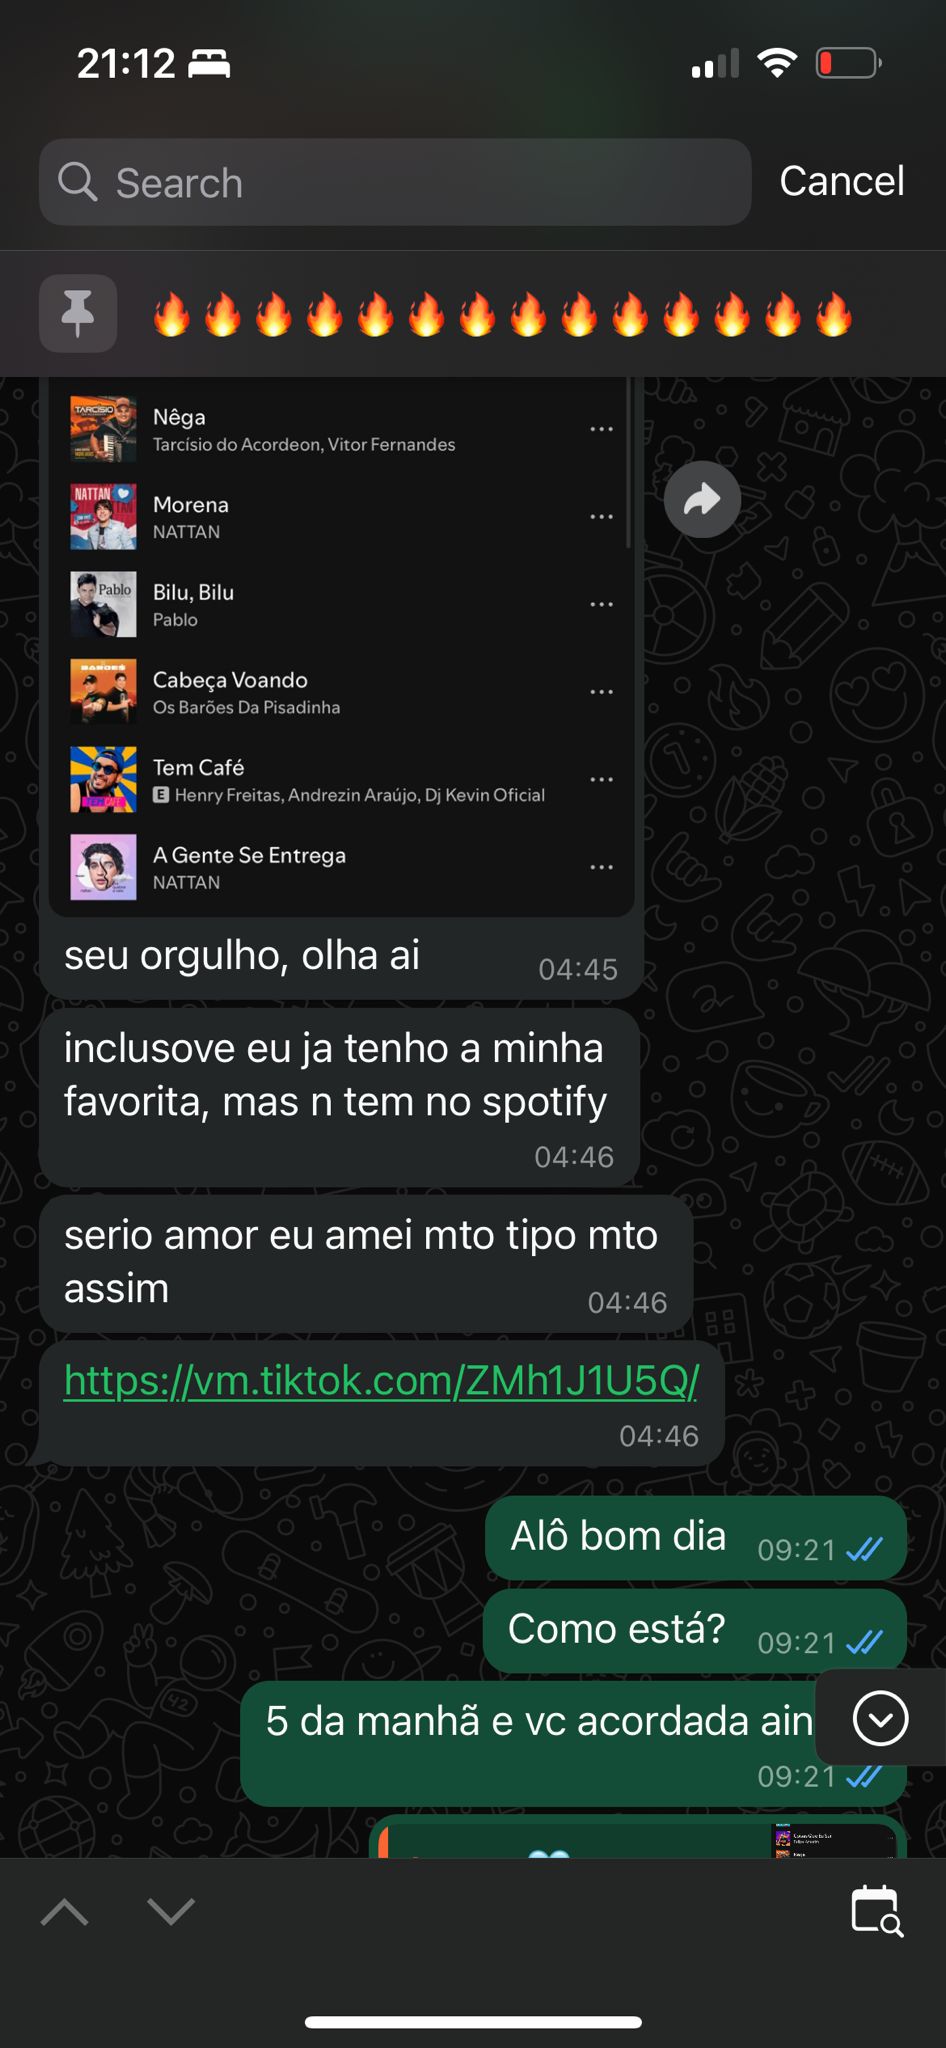 21:12
Search
Cancel
🔥🔥🔥🔥🔥🔥🔥🔥🔥🔥🔥🔥🔥🔥
TARCÍSIO
Nêga
Tarcísio do Acordeon, Vitor Fernandes
NATTAN
Morena
NATTAN
Pablo
Bilu, Bilu
Pablo
BARÕES
Cabeça Voando
Os Barões Da Pisadinha
TEM CAFÉ
Tem Café
E Henry Freitas, Andrezin Araújo, Dj Kevin Oficial
A Gente Se Entrega
NATTAN
seu orgulho, olha ai
04:45
inclusove eu ja tenho a minha
favorita, mas n tem no spotify
04:46
serio amor eu amei mto tipo mto
assim
04:46
https://vm.tiktok.com/ZMh1J1U5Q/
04:46
Alô bom dia
09:21
Como está?
09:21
5 da manhã e vc acordada ain
09:21